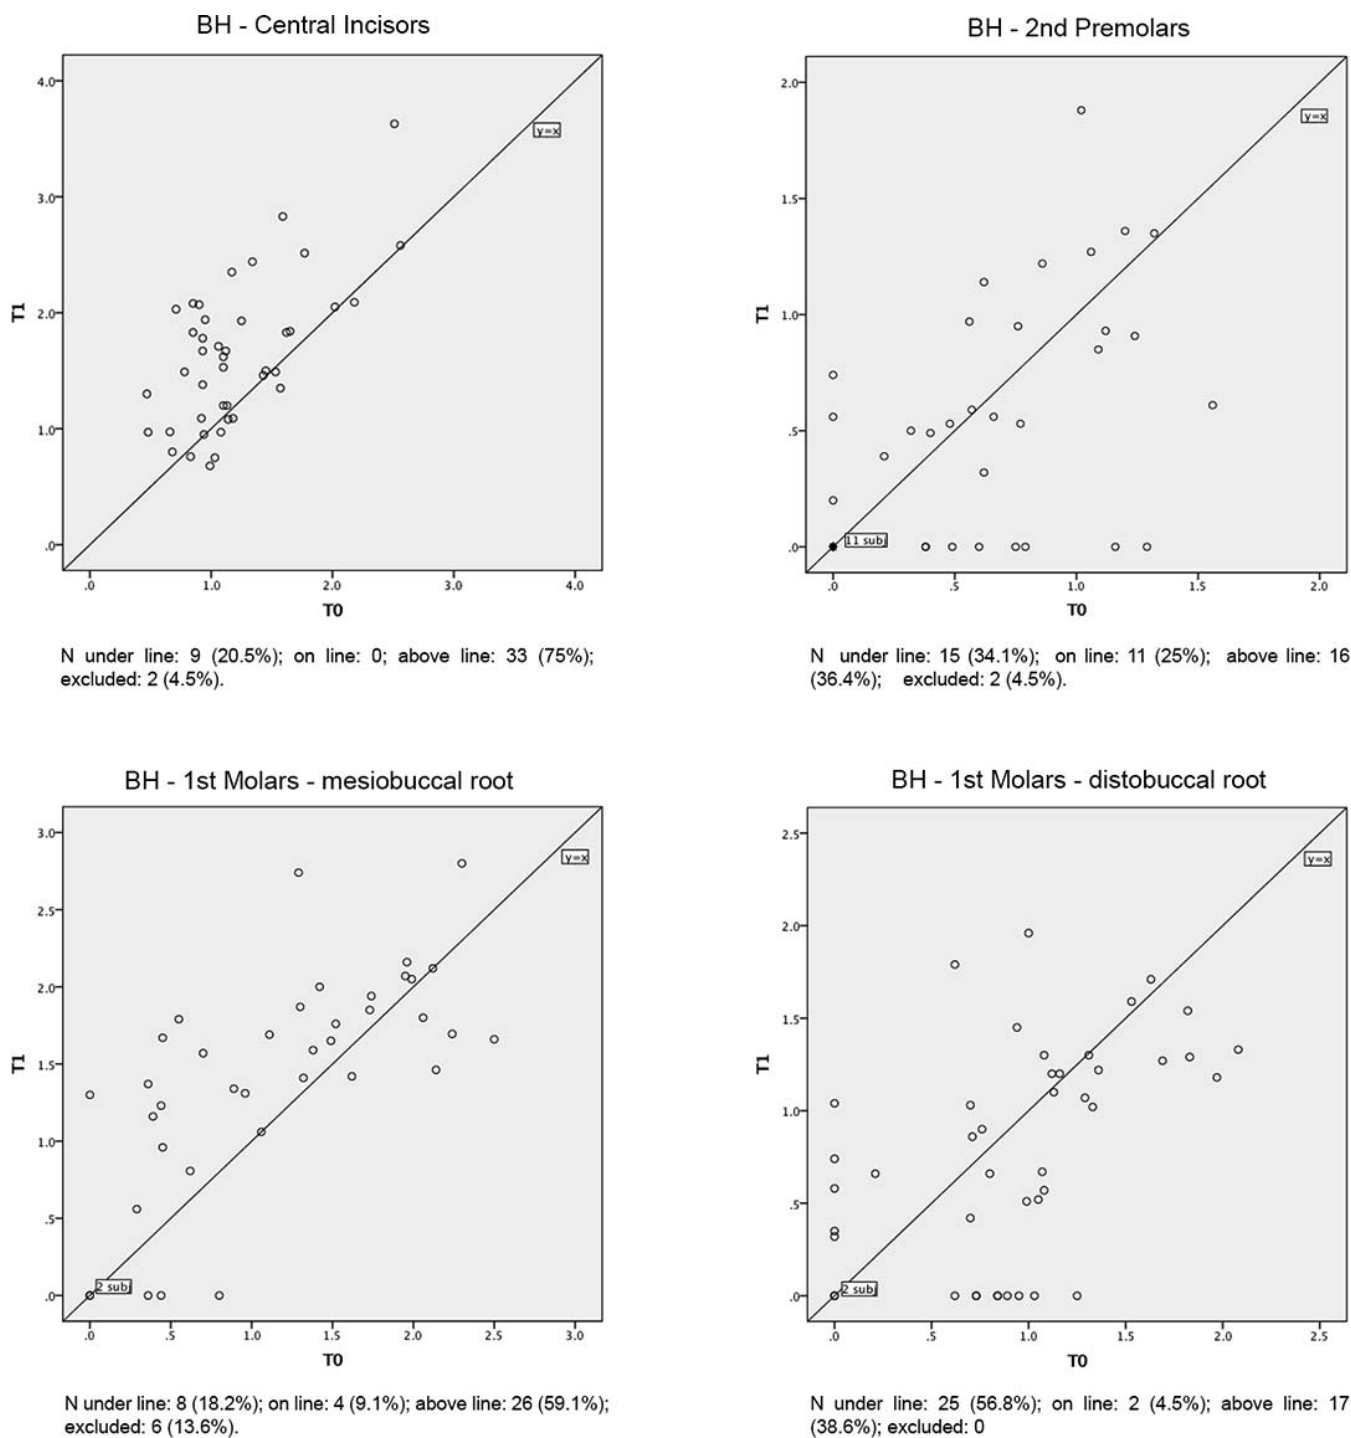 BH - Central Incisors
4.0
3.0
2.0
1.0
.0
T1
y=x
.0 1.0 2.0 3.0 4.0
T0
N under line: 9 (20.5%); on line: 0; above line: 33 (75%);
excluded: 2 (4.5%).
BH - 2nd Premolars
2.0
1.5
1.0
.5
.0
T1
y=x
11 subj
.0 .5 1.0 1.5 2.0
T0
N under line: 15 (34.1%); on line: 11 (25%); above line: 16
(36.4%); excluded: 2 (4.5%).
BH - 1st Molars - mesiobuccal root
3.0
2.5
2.0
1.5
1.0
.5
.0
T1
y=x
2 subj
.0 .5 1.0 1.5 2.0 2.5 3.0
T0
N under line: 8 (18.2%); on line: 4 (9.1%); above line: 26 (59.1%);
excluded: 6 (13.6%).
BH - 1st Molars - distobuccal root
2.5
2.0
1.5
1.0
.5
.0
T1
y=x
2 subj
.0 .5 1.0 1.5 2.0 2.5
T0
N under line: 25 (56.8%); on line: 2 (4.5%); above line: 17
(38.6%); excluded: 0